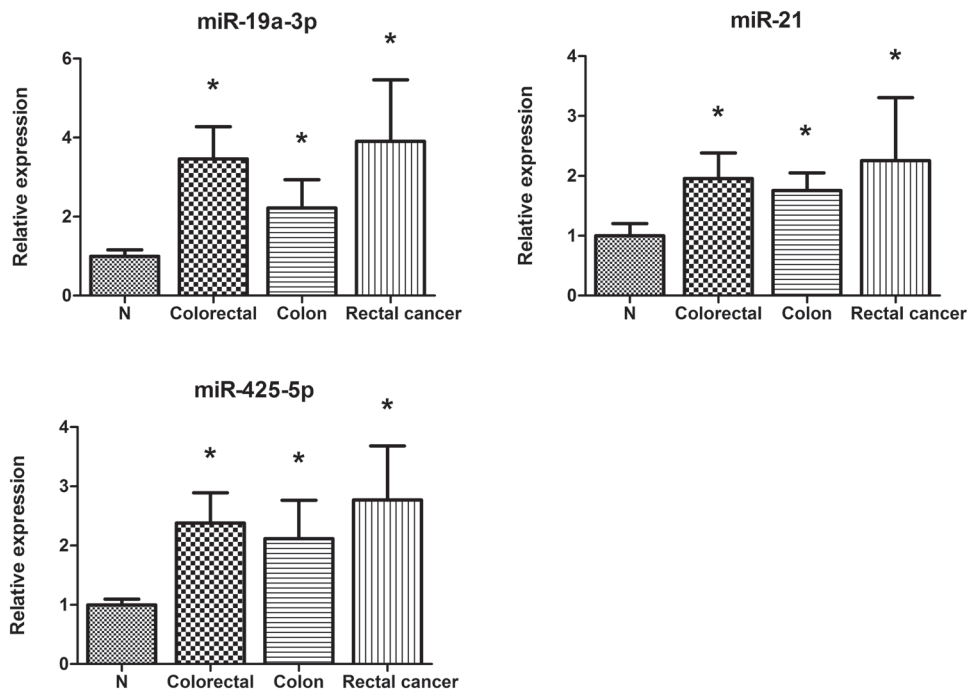 miR-19a-3p
Relative expression
6
4
2
0
*
*
*
N Colorectal Colon Rectal cancer
miR-21
Relative expression
4
3
2
1
0
*
*
*
N Colorectal Colon Rectal cancer
miR-425-5p
Relative expression
4
3
2
1
0
*
*
*
N Colorectal Colon Rectal cancer